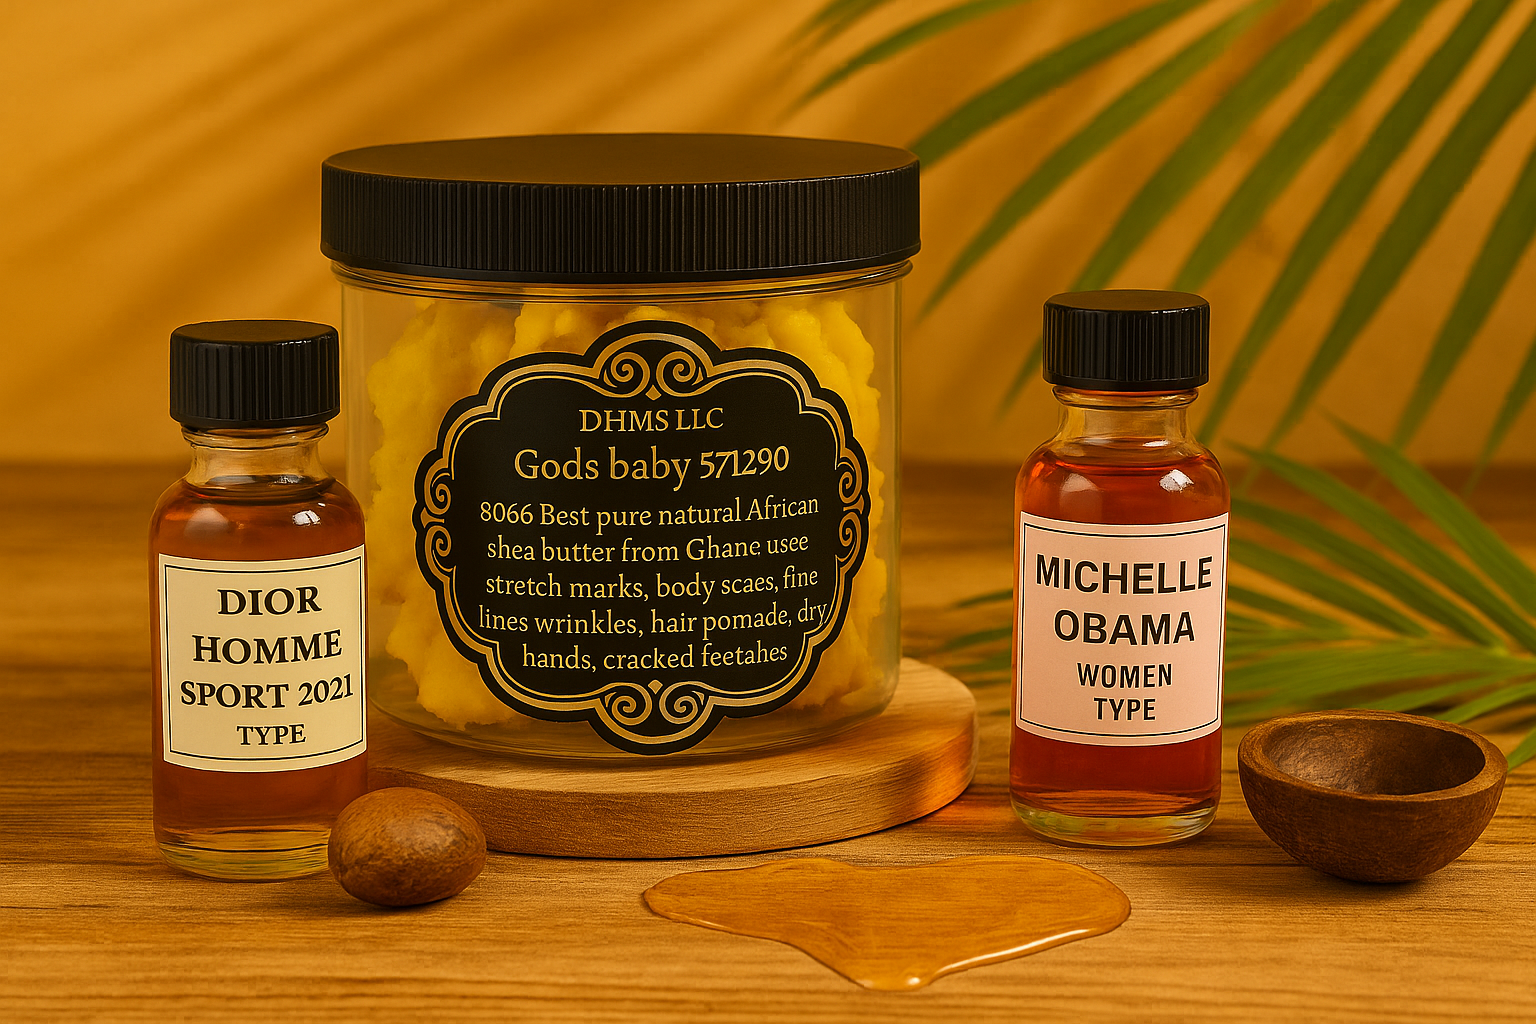 DHMS LLC
Gods baby 571290
8066 Best pure natural African
shea butter from Ghane usee
stretch marks, body scaes, fine
lines wrinkles, hair pomade, dry,
hands, cracked feetahes
DIOR
HOMME
SPORT 2021
TYPE
MICHELLE
OBAMA
WOMEN
TYPE